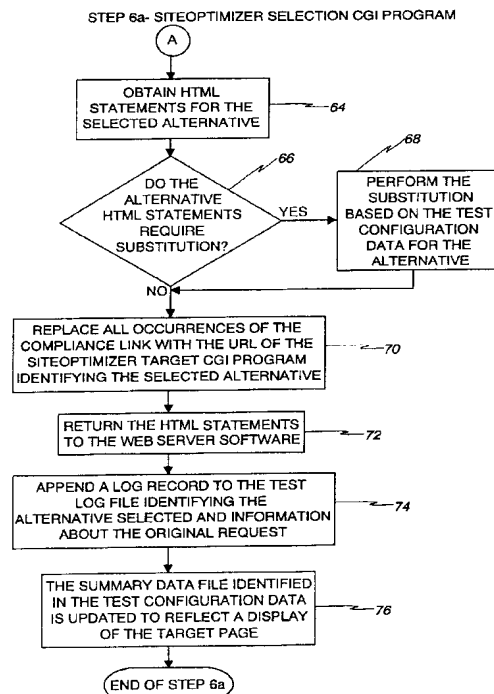 STEP 6a- SITEOPTIMIZER SELECTION CGI PROGRAM
A
OBTAIN HTML
STATEMENTS FOR THE
SELECTED ALTERNATIVE
64
66
DO THE
ALTERNATIVE
HTML STATEMENTS
REQUIRE
SUBSTITUTION?
YES
68
PERFORM THE
SUBSTITUTION
BASED ON THE TEST
CONFIGURATION
DATA FOR THE
ALTERNATIVE
NO
REPLACE ALL OCCURRENCES OF THE
COMPLIANCE LINK WITH THE URL OF THE
SITEOPTIMIZER TARGET CGI PROGRAM
IDENTIFYING THE SELECTED ALTERNATIVE
70
RETURN THE HTML STATEMENTS
TO THE WEB SERVER SOFTWARE
72
APPEND A LOG RECORD TO THE TEST
LOG FILE IDENTIFYING THE
ALTERNATIVE SELECTED AND INFORMATION
ABOUT THE ORIGINAL REQUEST
74
THE SUMMARY DATA FILE IDENTIFIED
IN THE TEST CONFIGURATION DATA
IS UPDATED TO REFLECT A DISPLAY
OF THE TARGET PAGE
76
END OF STEP 6a